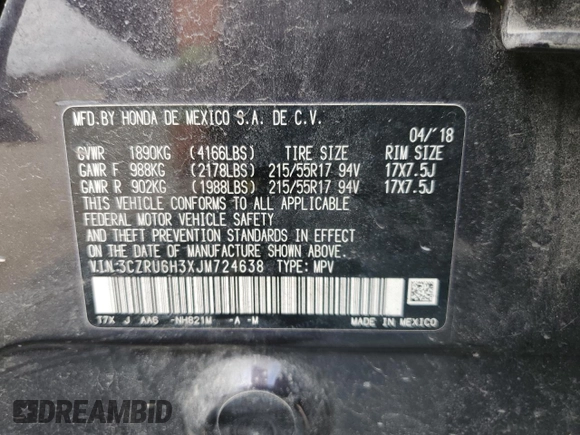 MFD.BY HONDA DE MEXICO S.A. DE C.V.
04/'18
GVWR 1890KG (4166LBS) TIRE SIZE RIM SIZE
GAWR F 988KG (2178LBS) 215/55R17 94V 17X7.5J
GAWR R 902KG (1988LBS) 215/55R17 94V 17X7.5J
THIS VEHICLE CONFORMS TO ALL APPLICABLE
FEDERAL MOTOR VEHICLE SAFETY
AND THEFT PREVENTION STANDARDS IN EFFECT
ON THE DATE OF MANUFACTURE SHOWN ABOVE.
V.I.N:3CZRU6H3XJM724638 TYPE: MPV
T7X J AA6 -NH821M -A -M MADE IN MEXICO
DREAMBID